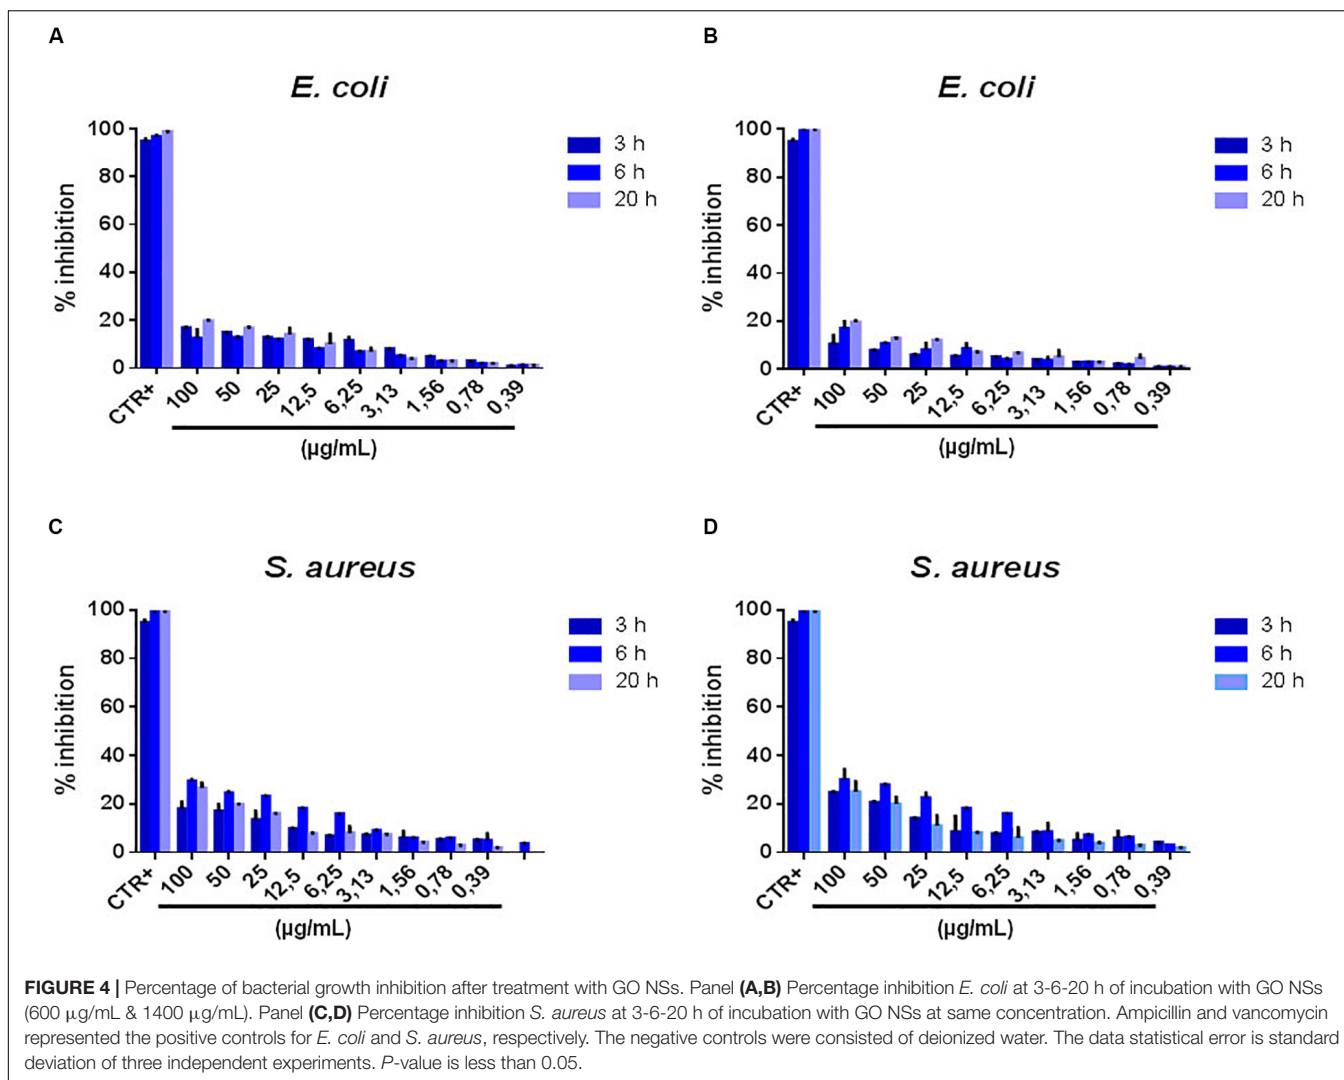 A
E. coli
% inhibition
100
80
60
40
20
0
3 h
6 h
20 h
CTR+ 100 50 25 12,5 6,25 3,13 1,56 0,78 0,39
(µg/mL)
B
E. coli
% inhibition
100
80
60
40
20
0
3 h
6 h
20 h
CTR+ 100 50 25 12,5 6,25 3,13 1,56 0,78 0,39
(µg/mL)
C
S. aureus
% inhibition
100
80
60
40
20
0
3 h
6 h
20 h
CTR+ 100 50 25 12,5 6,25 3,13 1,56 0,78 0,39
(µg/mL)
D
S. aureus
% inhibition
100
80
60
40
20
0
3 h
6 h
20 h
CTR+ 100 50 25 12,5 6,25 3,13 1,56 0,78 0,39
(µg/mL)
FIGURE 4 | Percentage of bacterial growth inhibition after treatment with GO NSs. Panel (A,B) Percentage inhibition E. coli at 3-6-20 h of incubation with GO NSs
(600 µg/mL & 1400 µg/mL). Panel (C,D) Percentage inhibition S. aureus at 3-6-20 h of incubation with GO NSs at same concentration. Ampicillin and vancomycin
represented the positive controls for E. coli and S. aureus, respectively. The negative controls were consisted of deionized water. The data statistical error is standard
deviation of three independent experiments. P-value is less than 0.05.